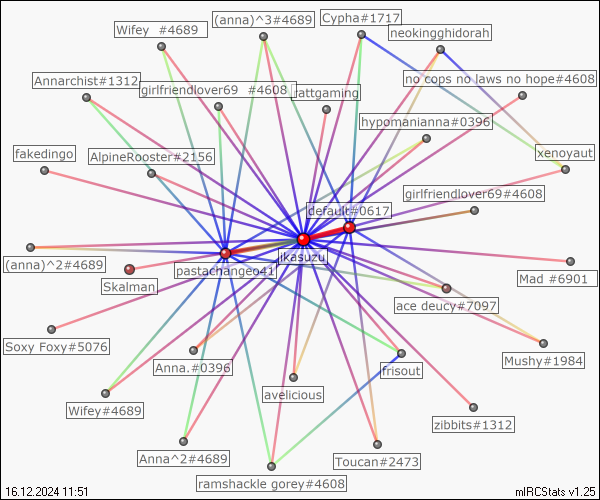 Wifey #4689
(anna)^3#4689
Cypha#1717
neokingghidorah
Annarchist#1312
girlfriendlover69 #4608
rattgaming
no cops no laws no hope#4608
hypomanianna#0396
fakedingo
AlpineRooster#2156
xenoyaut
girlfriendlover69#4608
default#0617
(anna)^2#4689
pastachangeo41
ikasuzu
Skalman
Mad #6901
ace deucy#7097
Soxy Foxy#5076
Anna.#0396
frisout
Mushy#1984
avelicious
Wifey#4689
zibbits#1312
Anna^2#4689
Toucan#2473
ramshackle gorey#4608
16.12.2024 11:51
mIRCStats v1.25